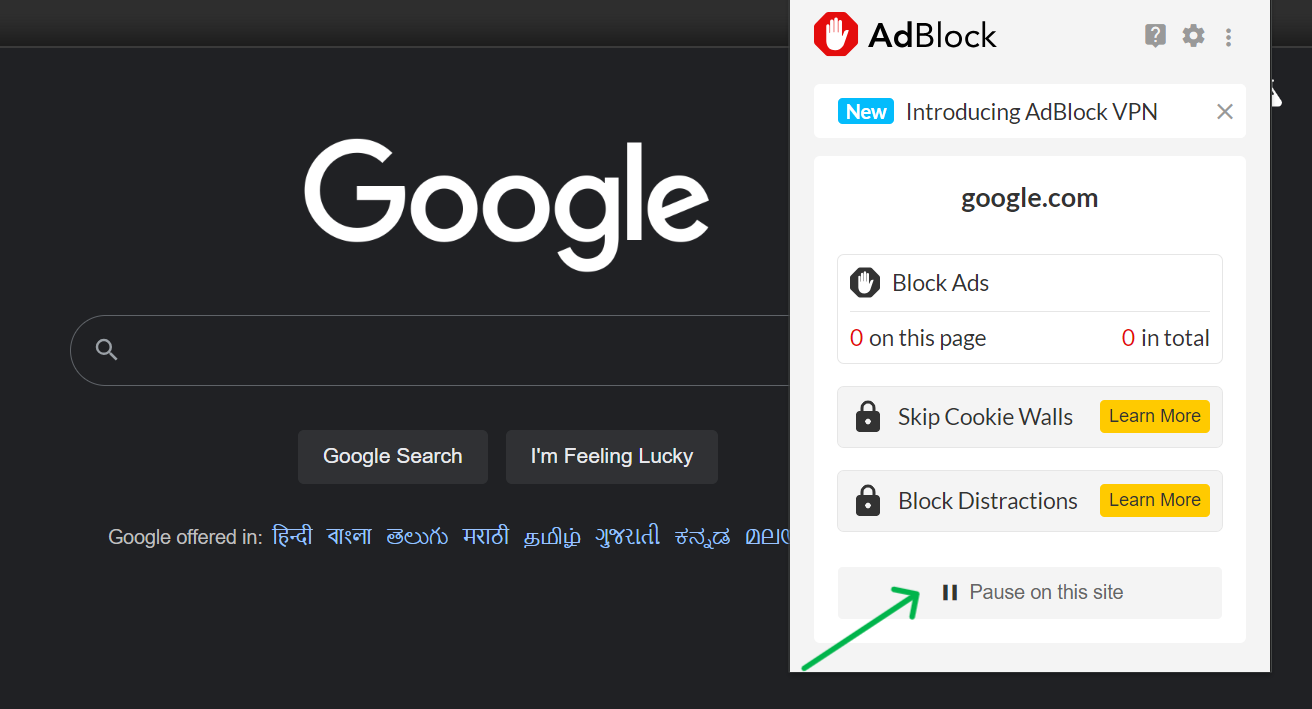 AdBlock
?
New Introducing AdBlock VPN
google.com
Google
Block Ads
0 on this page 0 in total
Skip Cookie Walls Learn More
Google Search I'm Feeling Lucky
Block Distractions Learn More
Google offered in: हिन्दी বাংলা తెలుగు मराठी தமிழ் ગુજરાતી ಕನ್ನಡ
Pause on this site